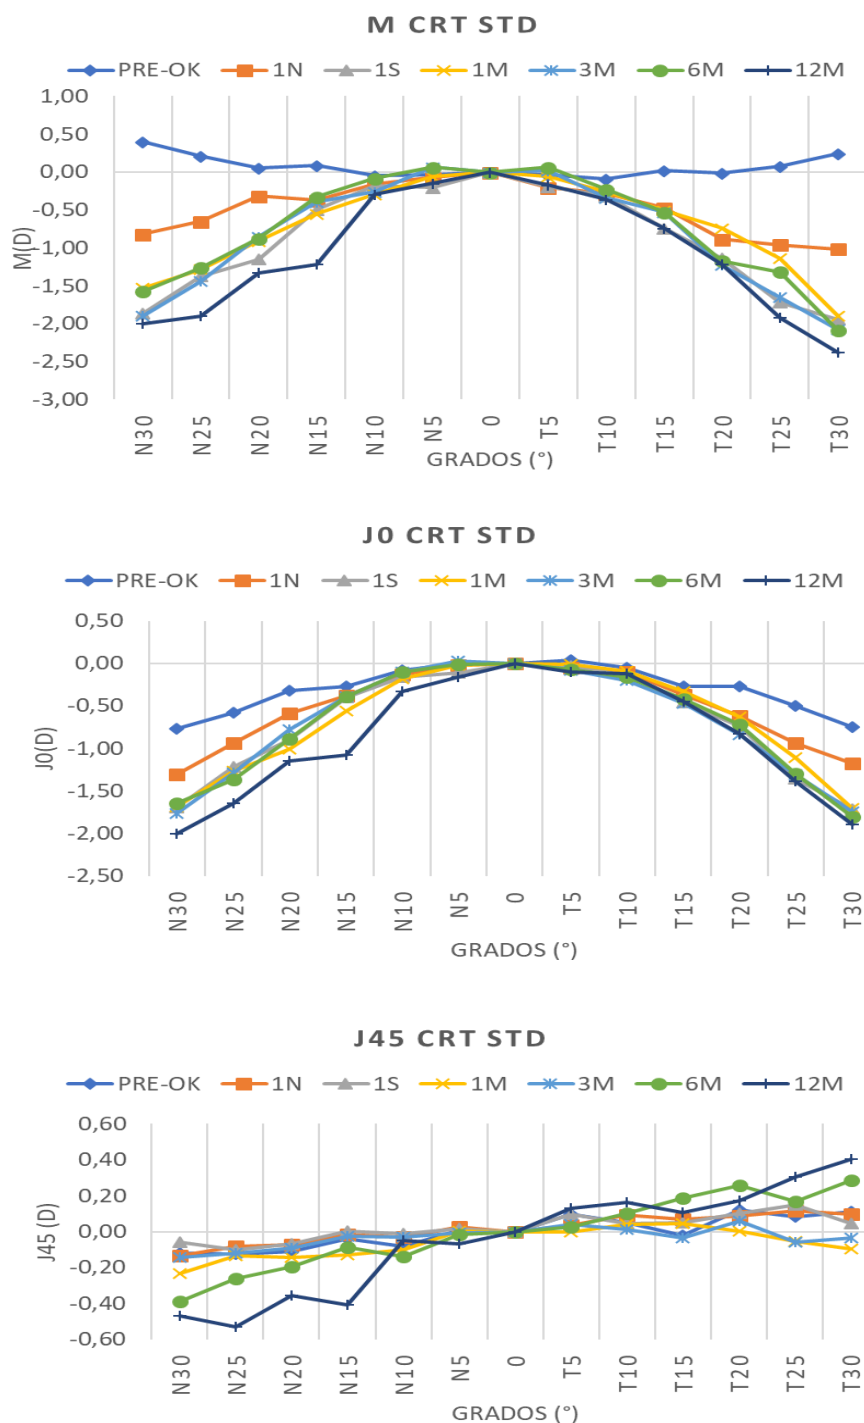 M CRT STD
PRE-OK 1N 1S 1M 3M 6M 12M
1,00
0,50
0,00
-0,50
-1,00
-1,50
-2,00
-2,50
-3,00
M(D)
N30 N25 N20 N15 N10 N5 0 T5 T10 T15 T20 T25 T30
GRADOS (°)
J0 CRT STD
PRE-OK 1N 1S 1M 3M 6M 12M
0,50
0,00
-0,50
-1,00
-1,50
-2,00
-2,50
J0(D)
N30 N25 N20 N15 N10 N5 0 T5 T10 T15 T20 T25 T30
GRADOS (°)
J45 CRT STD
PRE-OK 1N 1S 1M 3M 6M 12M
0,60
0,40
0,20
0,00
-0,20
-0,40
-0,60
J45 (D)
N30 N25 N20 N15 N10 N5 0 T5 T10 T15 T20 T25 T30
GRADOS (°)